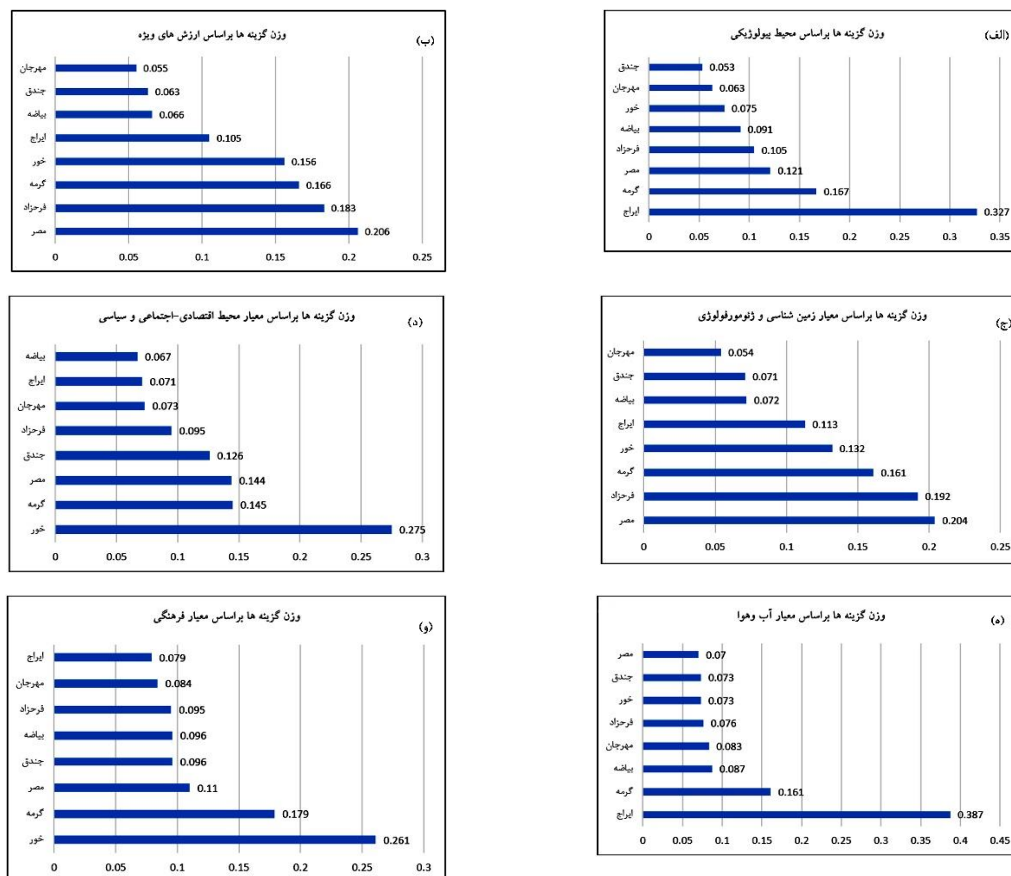 (الف) وزن گزینه ها براساس محیط بیولوژیکی
جندق 0.053
مهرجان 0.063
خور 0.075
بیاضه 0.091
فرحزاد 0.105
مصر 0.121
گرمه 0.167
ایراج 0.327
0 0.05 0.1 0.15 0.2 0.25 0.3 0.35
(ب) وزن گزینه ها براساس ارزش های ویژه
مهرجان 0.055
جندق 0.063
بیاضه 0.066
ایراج 0.105
خور 0.156
گرمه 0.166
فرحزاد 0.183
مصر 0.206
0 0.05 0.1 0.15 0.2 0.25
(ج) وزن گزینه ها براساس معیار زمین شناسی و ژئومورفولوژی
مهرجان 0.054
جندق 0.071
بیاضه 0.072
ایراج 0.113
خور 0.132
گرمه 0.161
فرحزاد 0.192
مصر 0.204
0 0.05 0.1 0.15 0.2 0.25
(د) وزن گزینه ها براساس معیار محیط اقتصادی-اجتماعی و سیاسی
بیاضه 0.067
ایراج 0.071
مهرجان 0.073
فرحزاد 0.095
جندق 0.126
مصر 0.144
گرمه 0.145
خور 0.275
0 0.05 0.1 0.15 0.2 0.25 0.3
(ه) وزن گزینه ها براساس معیار آب وهوا
مصر 0.07
جندق 0.073
خور 0.073
فرحزاد 0.076
مهرجان 0.083
بیاضه 0.087
گرمه 0.161
ایراج 0.387
0 0.05 0.1 0.15 0.2 0.25 0.3 0.35 0.4 0.45
(و) وزن گزینه ها براساس معیار فرهنگی
ایراج 0.079
مهرجان 0.084
فرحزاد 0.095
بیاضه 0.096
جندق 0.096
مصر 0.11
گرمه 0.179
خور 0.261
0 0.05 0.1 0.15 0.2 0.25 0.3